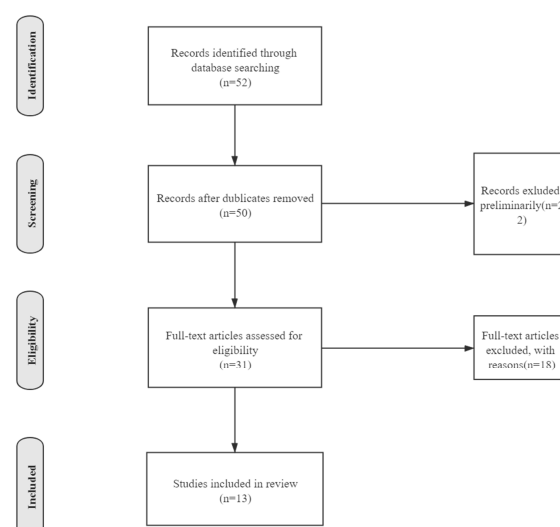 Identification
Records identified through
database searching
(n=52)
Screening
Records after dublicates removed
(n=50)
Records exluded
preliminarily(n=2
2)
Eligibility
Full-text articles assessed for
eligibility
(n=31)
Full-text articles
excluded, with
reasons(n=18)
Included
Studies included in review
(n=13)